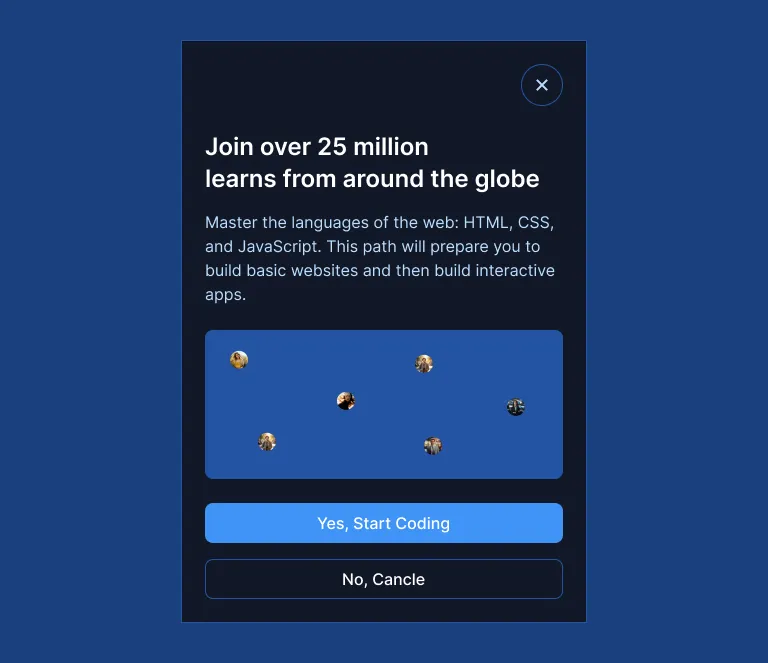 Join over 25 million
learns from around the globe
Master the languages of the web: HTML, CSS,
and JavaScript. This path will prepare you to
build basic websites and then build interactive
apps.
Yes, Start Coding
No, Cancle